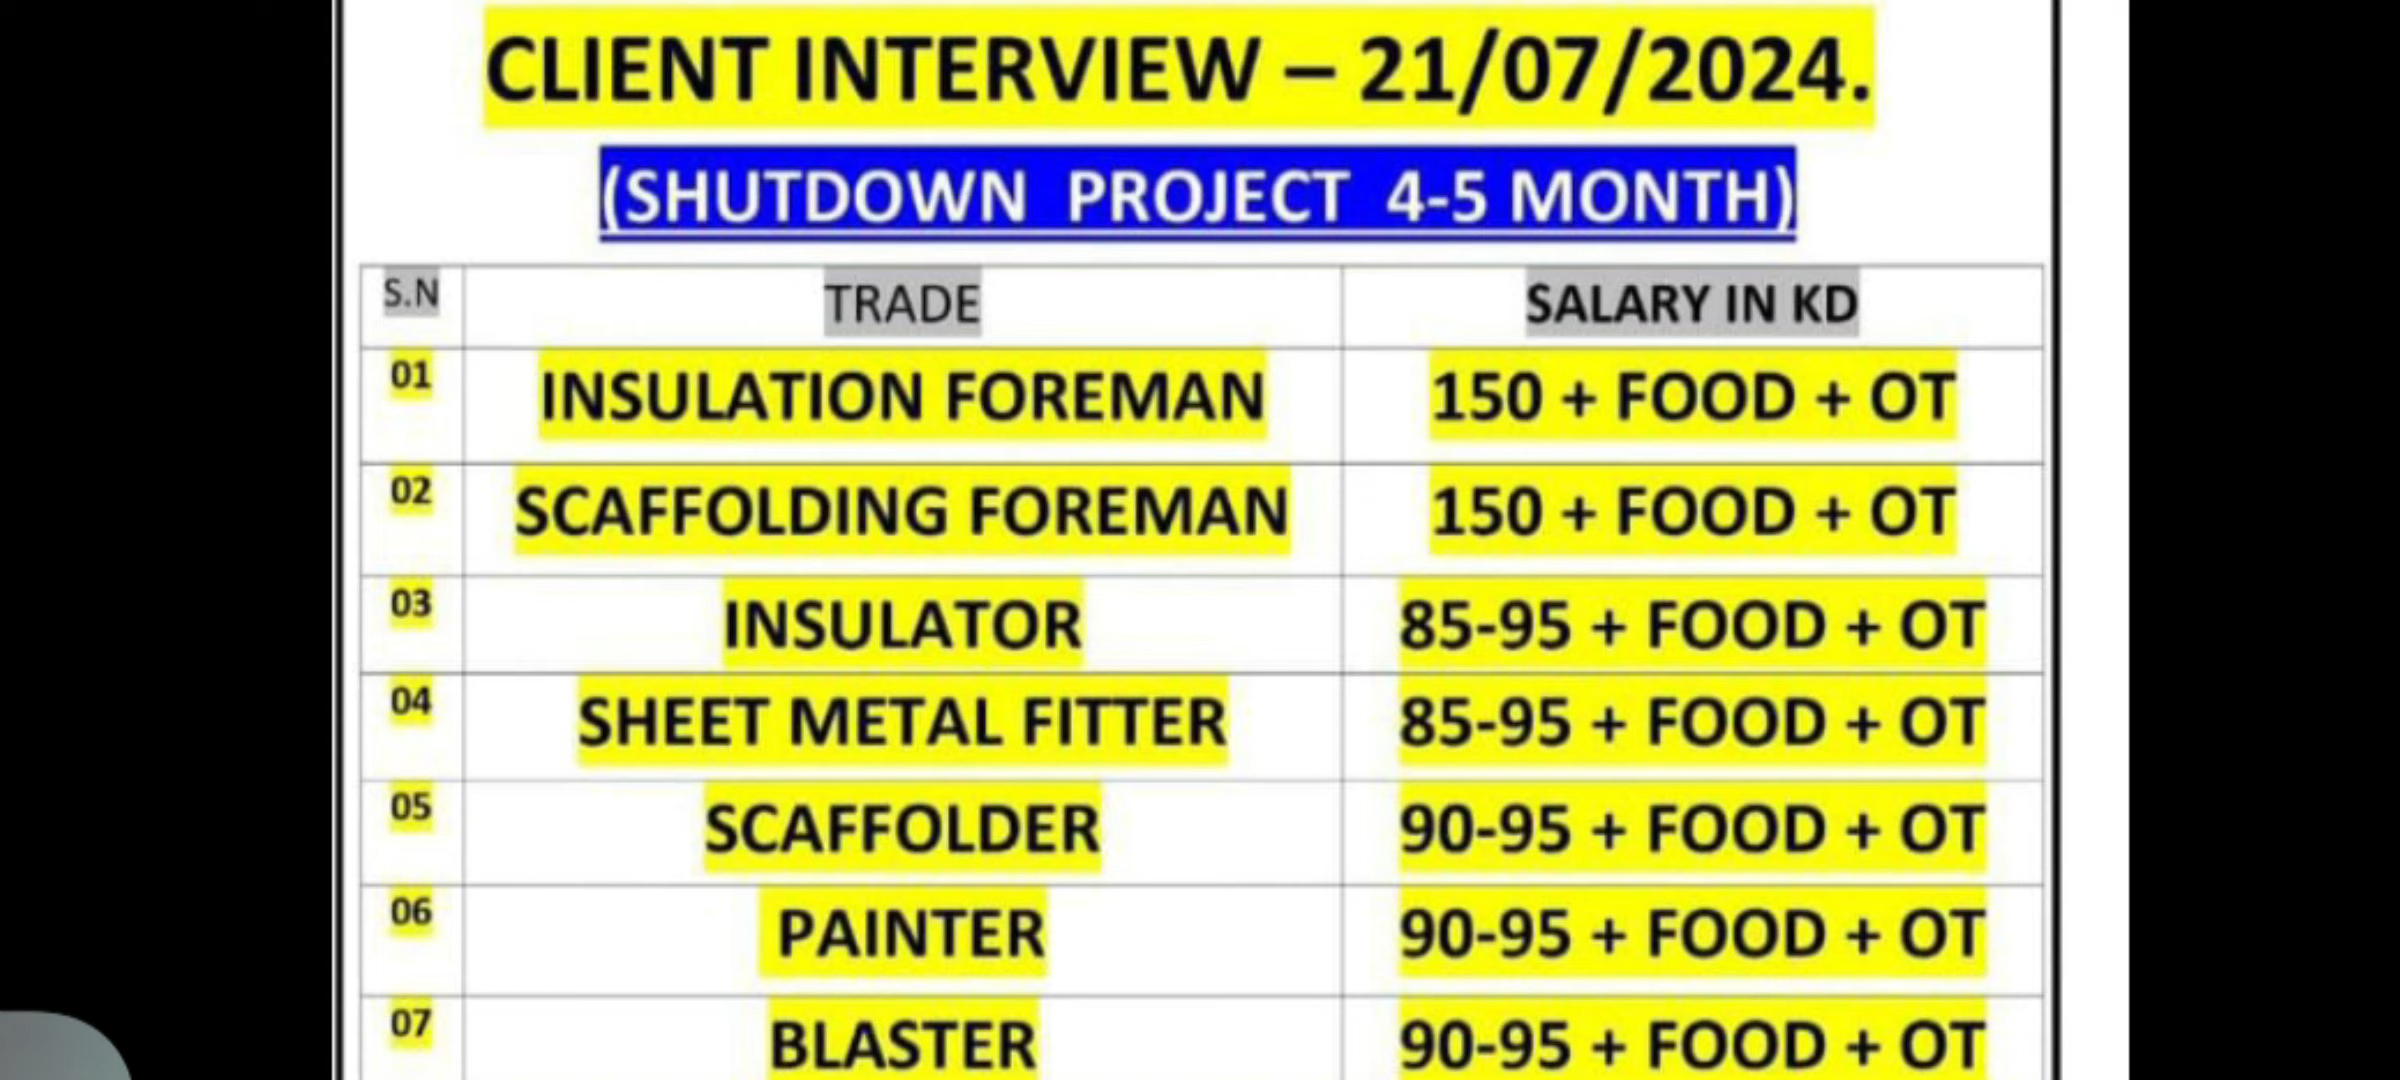 CLIENT INTERVIEW – 21/07/2024.
(SHUTDOWN PROJECT 4-5 MONTH)
S.N TRADE SALARY IN KD
01 INSULATION FOREMAN 150 + FOOD + OT
02 SCAFFOLDING FOREMAN 150 + FOOD + OT
03 INSULATOR 85-95 + FOOD + OT
04 SHEET METAL FITTER 85-95 + FOOD + OT
05 SCAFFOLDER 90-95 + FOOD + OT
06 PAINTER 90-95 + FOOD + OT
07 BLASTER 90-95 + FOOD + OT